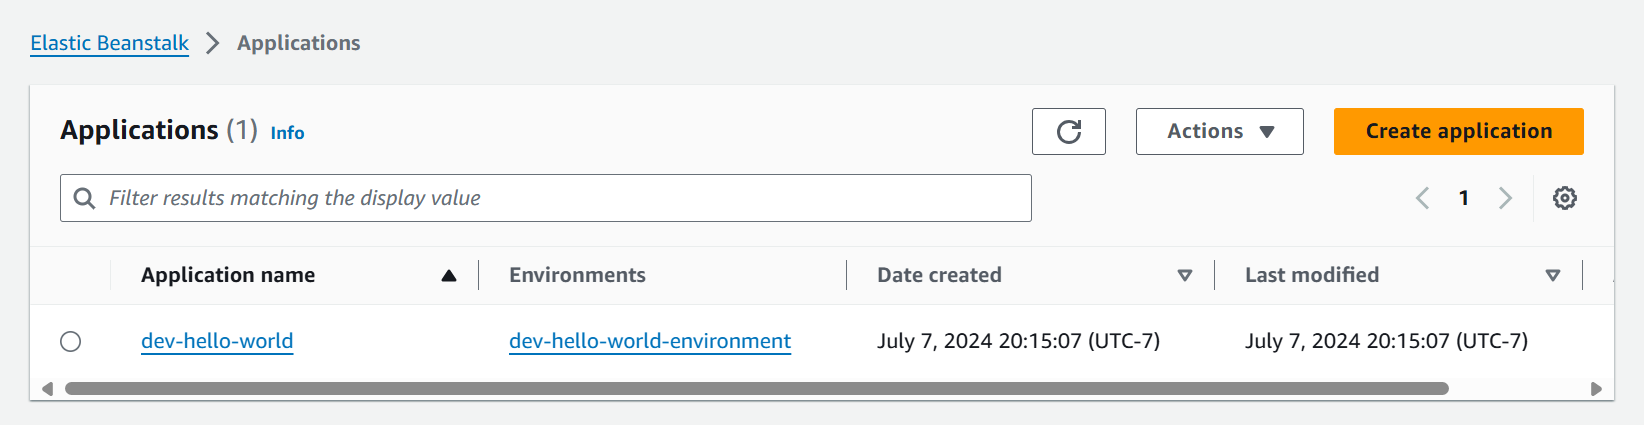 Elastic Beanstalk > Applications
Applications (1) Info
Actions
Create application
Filter results matching the display value
1
Application name Environments Date created Last modified
dev-hello-world dev-hello-world-environment July 7, 2024 20:15:07 (UTC-7) July 7, 2024 20:15:07 (UTC-7)